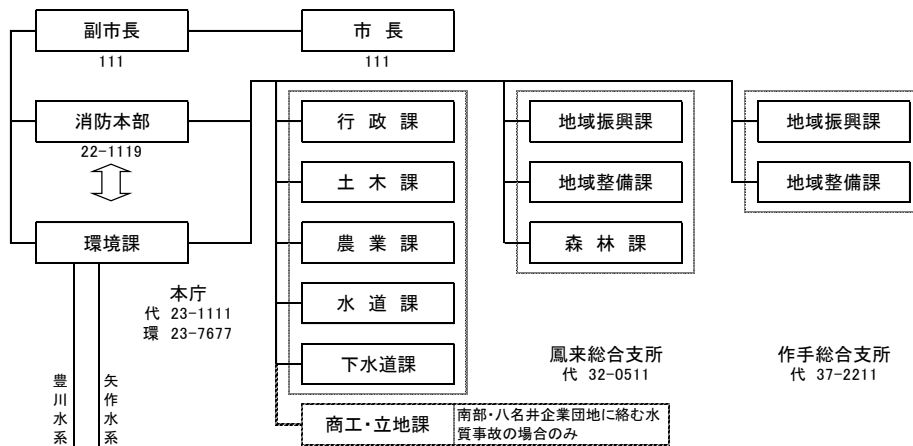 副市長
市 長
111
111
消防本部
22-1119
環境課
行 政 課
土 木 課
農 業 課
水 道 課
下水道課
地域振興課
地域整備課
森 林 課
地域振興課
地域整備課
本庁
代 23-1111
環 23-7677
鳳来総合支所
代 32-0511
作手総合支所
代 37-2211
豊川水系
矢作水系
商工・立地課
南部・八名井企業団地に絡む水
質事故の場合のみ